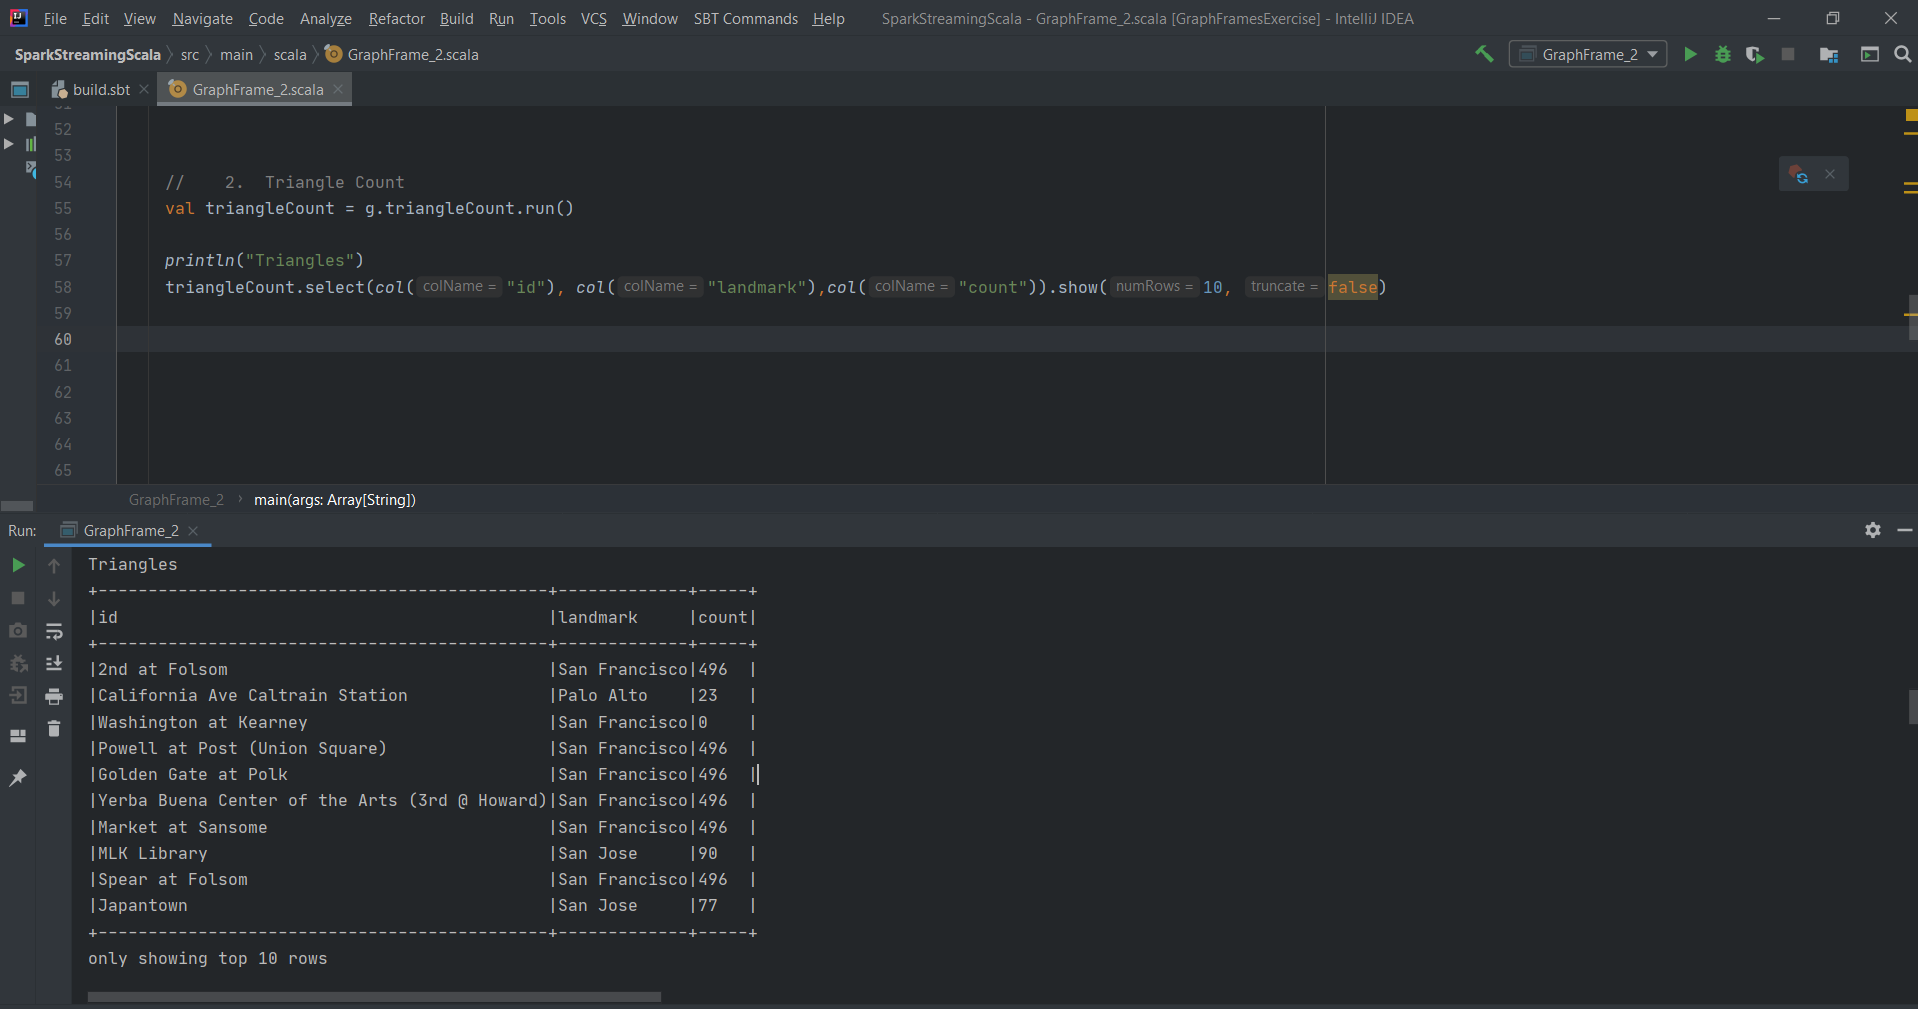 File Edit View Navigate Code Analyze Refactor Build Run Tools VCS Window SBT Commands Help SparkStreamingScala - GraphFrame_2.scala [GraphFramesExercise] - IntelliJ IDEA
SparkStreamingScala src main scala GraphFrame_2.scala GraphFrame_2
build.sbt GraphFrame_2.scala
52
53
54 // 2. Triangle Count
55 val triangleCount = g.triangleCount.run()
56
57 println("Triangles")
58 triangleCount.select(col( colName = "id"), col( colName = "landmark"),col( colName = "count")).show( numRows = 10, truncate = false)
59
60
61
62
63
64
65
GraphFrame_2 › main(args: Array[String])
Run: GraphFrame_2
Triangles
+---------------------------------------------+-------------+-----+
|id                                           |landmark     |count|
+---------------------------------------------+-------------+-----+
|2nd at Folsom                                |San Francisco|496  |
|California Ave Caltrain Station              |Palo Alto    |23   |
|Washington at Kearney                        |San Francisco|0    |
|Powell at Post (Union Square)                |San Francisco|496  |
|Golden Gate at Polk                          |San Francisco|496  |
|Yerba Buena Center of the Arts (3rd @ Howard)|San Francisco|496  |
|Market at Sansome                            |San Francisco|496  |
|MLK Library                                  |San Jose     |90   |
|Spear at Folsom                              |San Francisco|496  |
|Japantown                                    |San Jose     |77   |
+---------------------------------------------+-------------+-----+
only showing top 10 rows